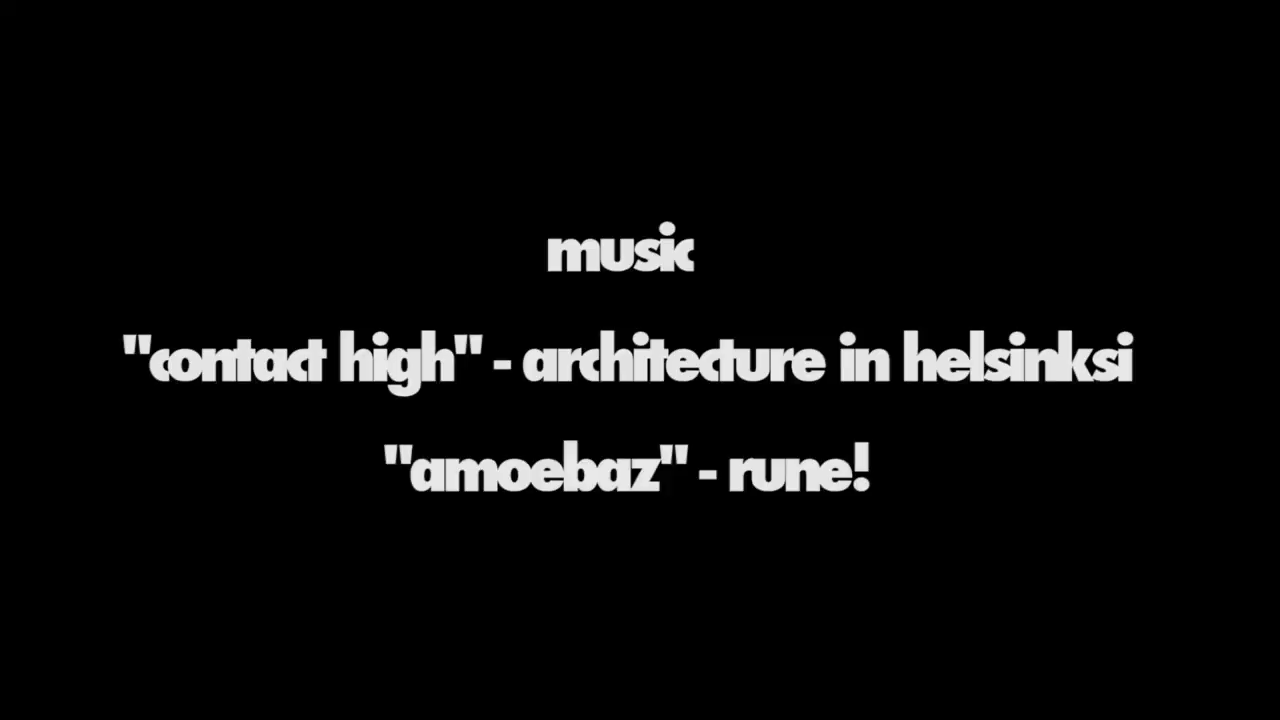 music
"contact high" - architecture in helsinksi
"amoebaz" - rune!